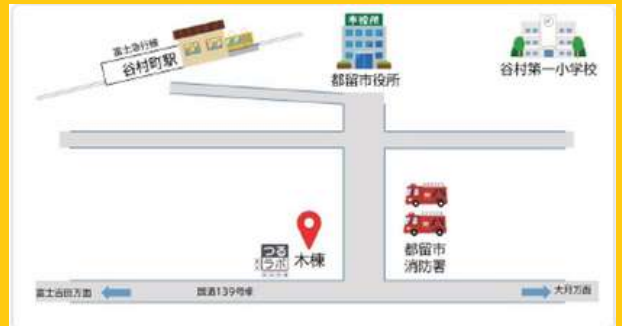 富士急行線
谷村町駅
市役所
都留市役所
谷村第一小学校
つる
ラボ
木棟
都留市
消防署
富士吉田方面
国道139号線
大月方面